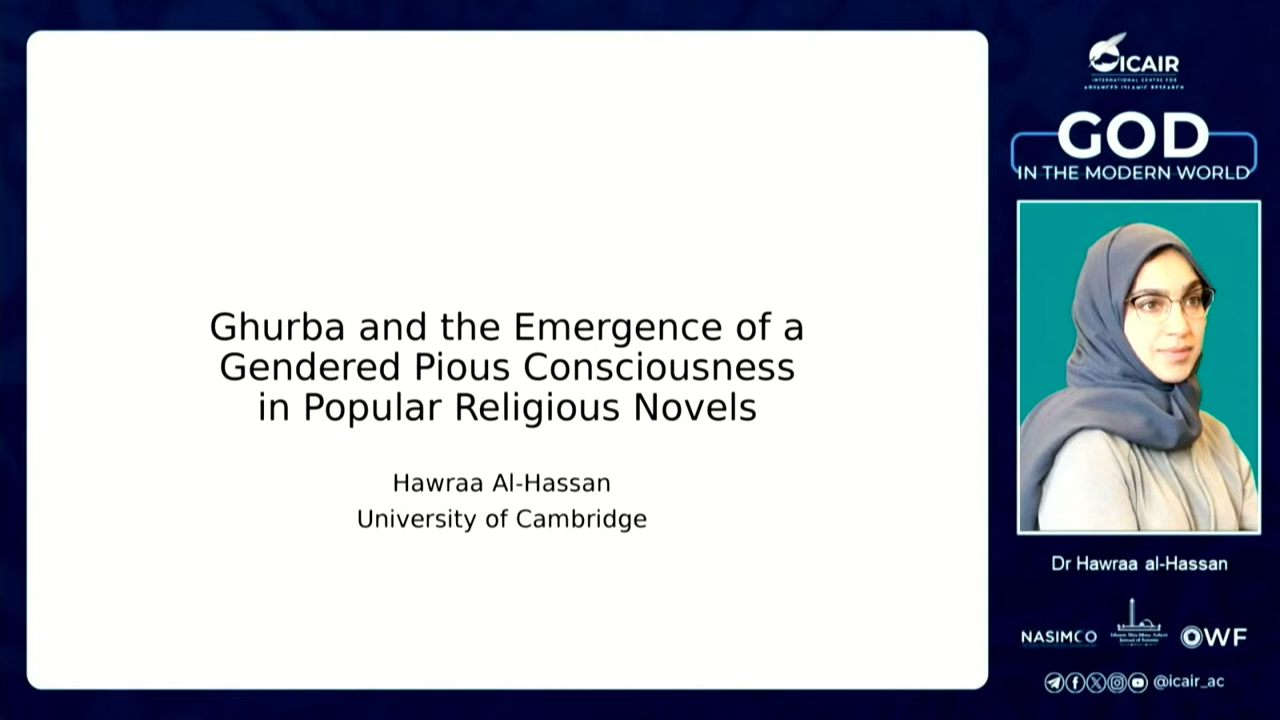 Ghurba and the Emergence of a
Gendered Pious Consciousness
in Popular Religious Novels
Hawraa Al-Hassan
University of Cambridge
ICAIR
INTERNATIONAL CENTRE FOR
ADVANCED ISLAMIC RESEARCH
GOD
IN THE MODERN WORLD
Dr Hawraa al-Hassan
NASIMCO
OWF
@icair_ac